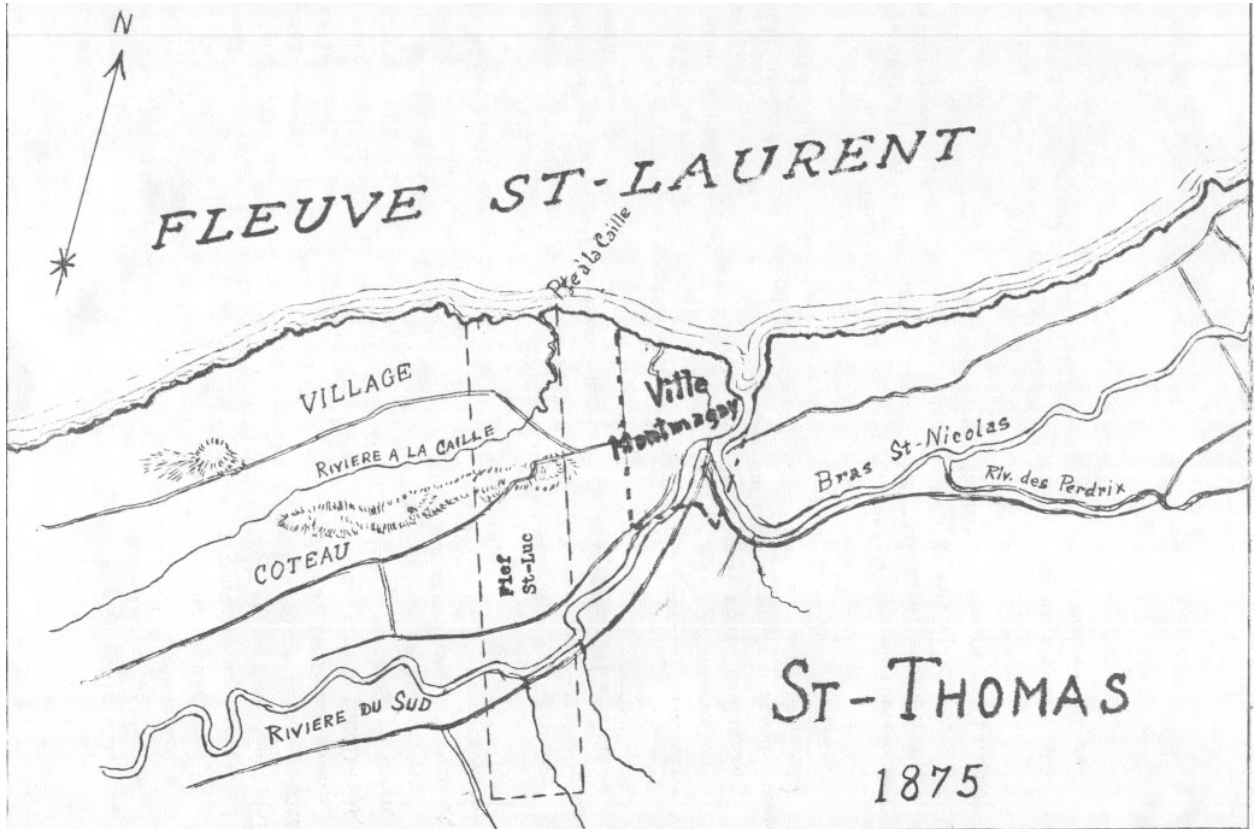 N
FLEUVE ST-LAURENT
Pte a la Caille
VILLAGE
Ville
Montmagny
RIVIERE A LA CAILLE
Bras St-Nicolas
Riv. des Perdrix
COTEAU
Fief
St-Luc
RIVIERE DU SUD
ST-THOMAS
1875